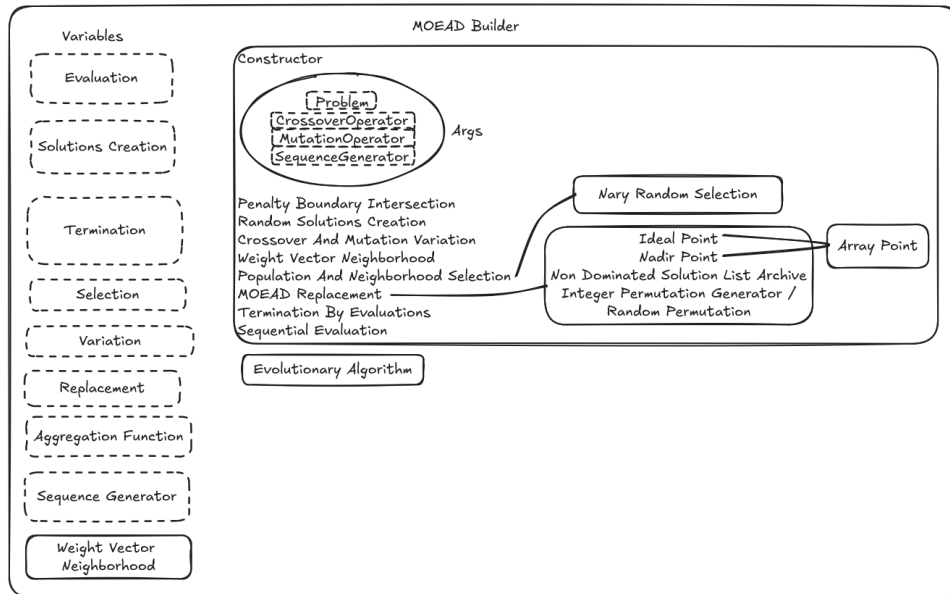 MOEAD Builder
Variables
Evaluation
Solutions Creation
Termination
Selection
Variation
Replacement
Aggregation Function
Sequence Generator
Weight Vector
Neighborhood
Constructor
Problem
CrossoverOperator
MutationOperator
SequenceGenerator
Args
Penalty Boundary Intersection
Random Solutions Creation
Crossover And Mutation Variation
Weight Vector Neighborhood
Population And Neighborhood Selection
MOEAD Replacement
Termination By Evaluations
Sequential Evaluation
Nary Random Selection
Ideal Point
Nadir Point
Non Dominated Solution List Archive
Integer Permutation Generator /
Random Permutation
Array Point
Evolutionary Algorithm